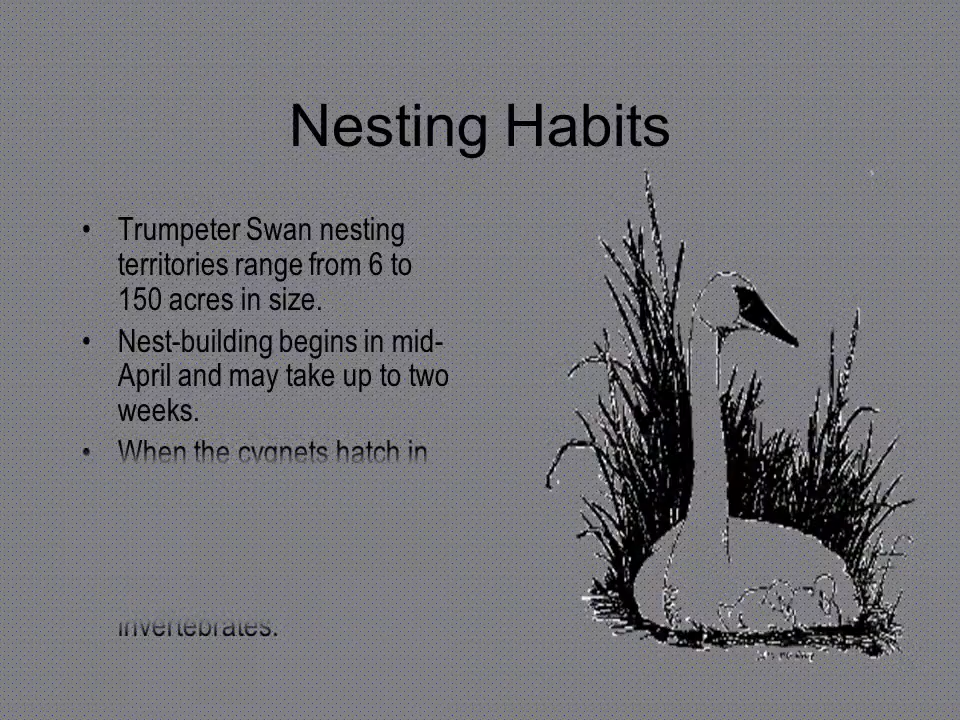 Nesting Habits
• Trumpeter Swan nesting
territories range from 6 to
150 acres in size.
• Nest-building begins in mid-
April and may take up to two
weeks.
• When the cygnets hatch in
invertebrates.